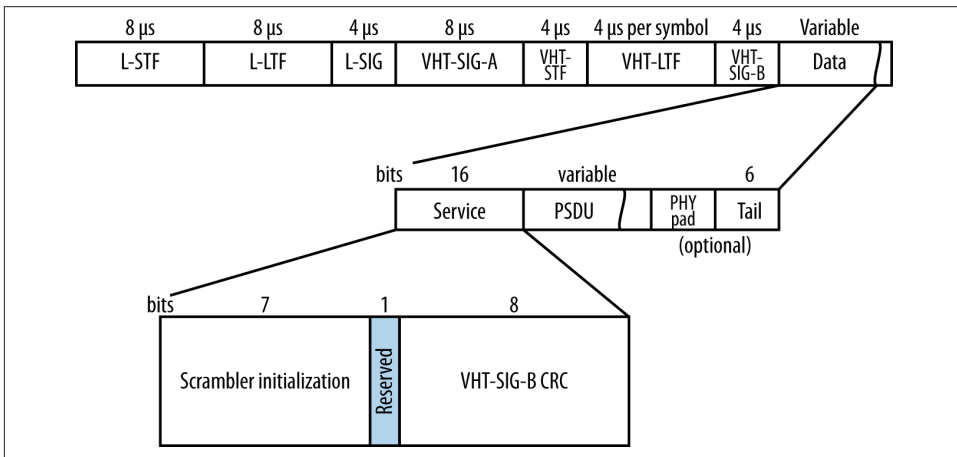 8 µs 8 µs 4 µs 8 µs 4 µs 4 µs per symbol 4 µs Variable
L-STF L-LTF L-SIG VHT-SIG-A VHT-STF VHT-LTF VHT-SIG-B Data
bits 16 variable 6
Service PSDU PHY pad Tail
(optional)
bits 7 1 8
Scrambler initialization Reserved VHT-SIG-B CRC